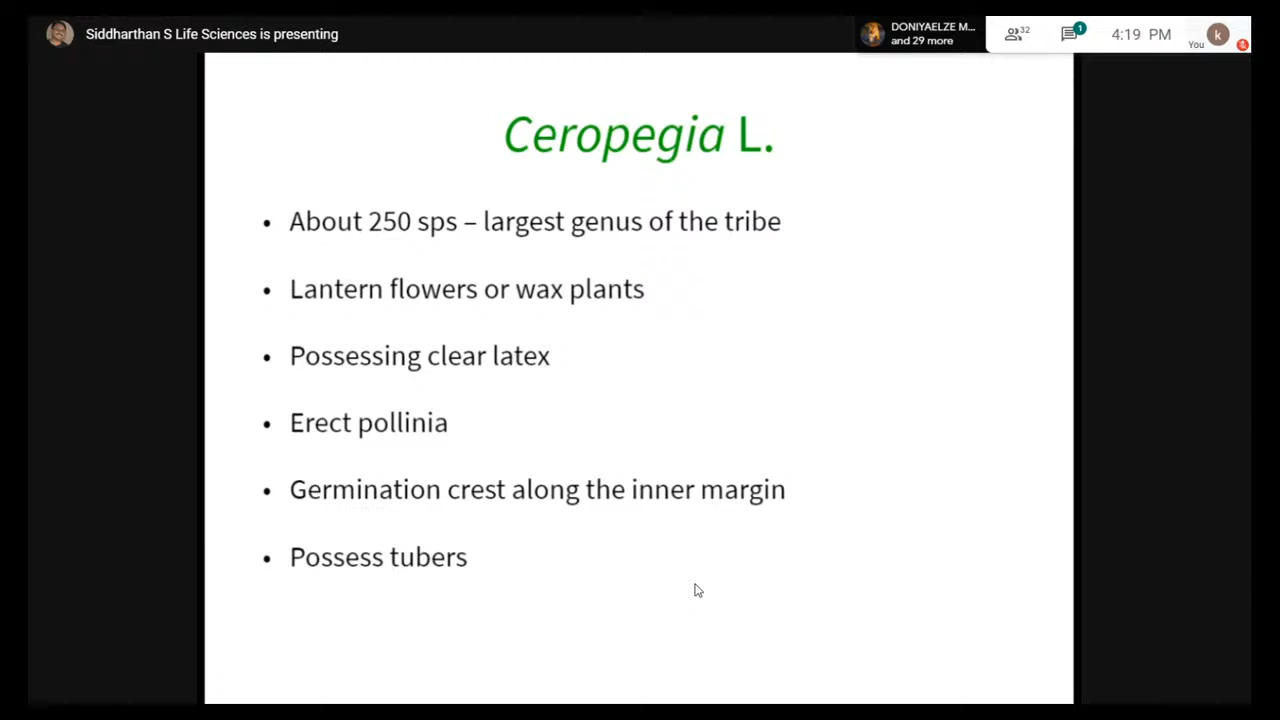 Siddharthan S Life Sciences is presenting
DONIYAELZE M...
and 29 more
32
1
4:19 PM
You
k
Ceropegia L.
• About 250 sps – largest genus of the tribe
• Lantern flowers or wax plants
• Possessing clear latex
• Erect pollinia
• Germination crest along the inner margin
• Possess tubers